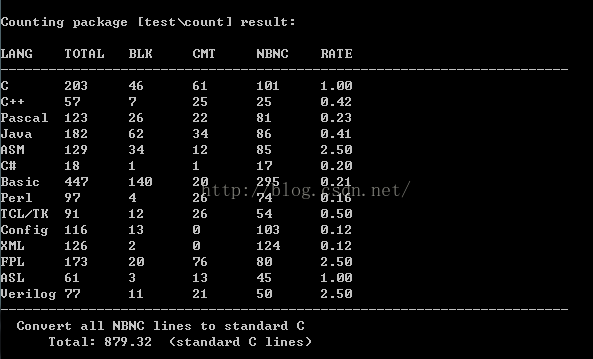 Counting package [test\count] result:
LANG TOTAL BLK CMT NBNC RATE
C 203 46 61 101 1.00
C++ 57 7 25 25 0.42
Pascal 123 26 22 81 0.23
Java 182 62 34 86 0.41
ASM 129 34 12 85 2.50
C# 18 1 1 17 0.20
Basic 447 140 20 295 0.21
http://blog.csdn.net/
Perl 97 4 26 74 0.16
TCL/TK 91 12 26 54 0.50
Config 116 13 0 103 0.12
XML 126 2 0 124 0.12
FPL 173 20 76 80 2.50
ASL 61 3 13 45 1.00
Verilog 77 11 21 50 2.50
Convert all NBNC lines to standard C
Total: 879.32 (standard C lines)